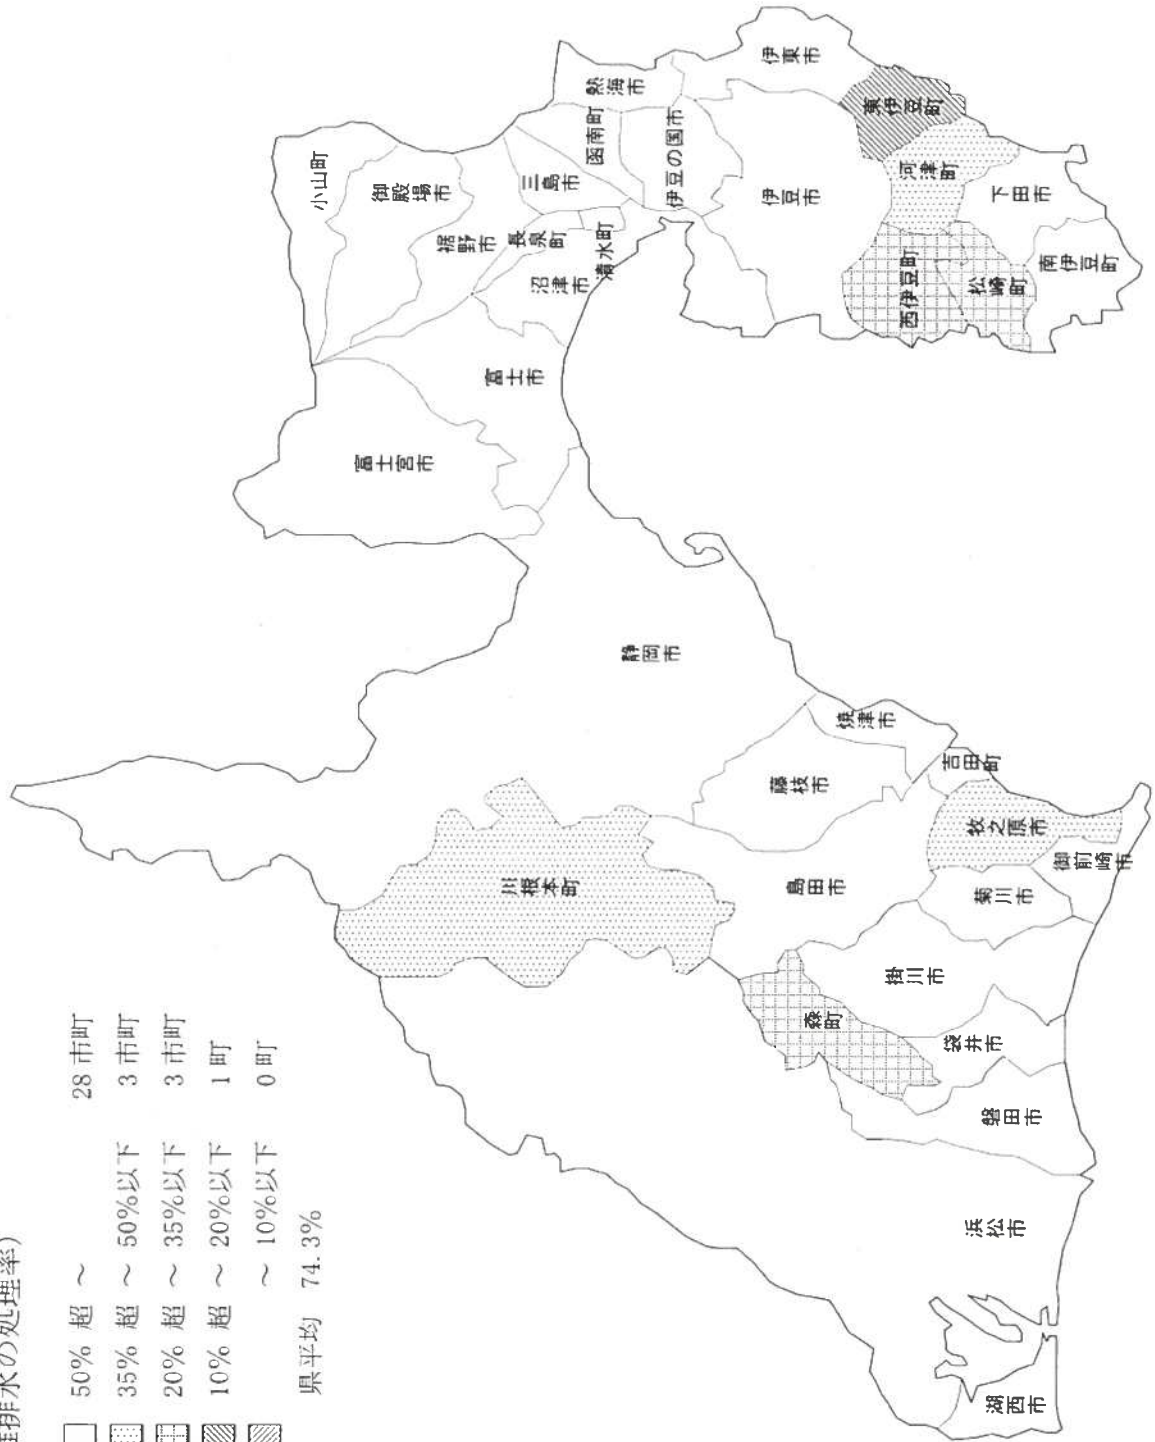 雑排水の処理率)
50% 超 ～ 28 市町
35% 超 ～ 50%以下 3 市町
20% 超 ～ 35%以下 3 市町
10% 超 ～ 20%以下 1 町
～ 10%以下 0 町
県平均 74.3%
小山町
御殿場市
裾野市
長泉町
三島市
函南町
熱海市
沼津市
清水町
伊豆の国市
伊東市
富士宮市
富士市
伊豆市
東伊豆町
河津町
西伊豆町
松崎町
下田市
南伊豆町
静岡市
川根本町
藤枝市
焼津市
島田市
吉田町
牧之原市
御前崎市
菊川市
掛川市
森町
袋井市
磐田市
浜松市
湖西市